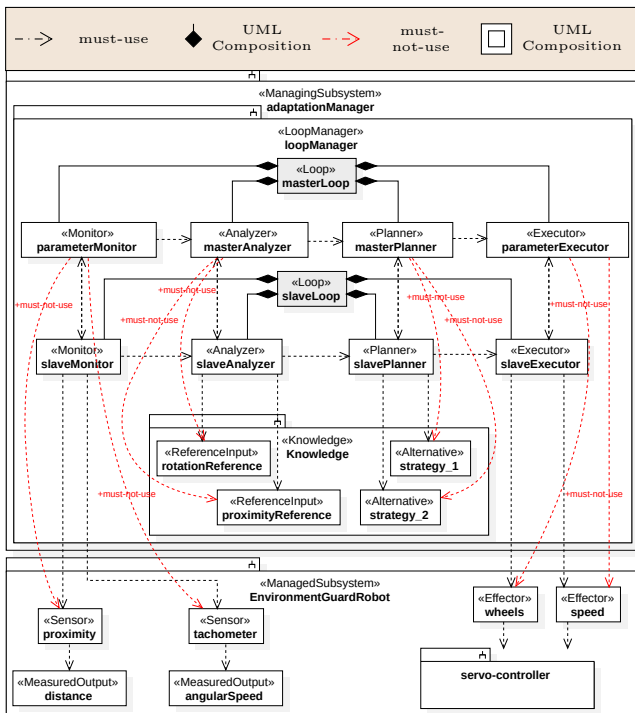 must-use
UML
Composition
must-
not-use
UML
Composition
«ManagingSubsystem»
adaptationManager
«LoopManager»
loopManager
«Loop»
masterLoop
«Monitor»
parameterMonitor
«Analyzer»
masterAnalyzer
«Planner»
masterPlanner
«Executor»
parameterExecutor
+must-not-use
+must-not-use
+must-not-use
+must-not-use
+must-not-use
«Loop»
slaveLoop
«Monitor»
slaveMonitor
«Analyzer»
slaveAnalyzer
«Planner»
slavePlanner
«Executor»
slaveExecutor
«Knowledge»
Knowledge
«ReferenceInput»
rotationReference
«Alternative»
strategy_1
«ReferenceInput»
proximityReference
«Alternative»
strategy_2
+must-not-use
+must-not-use
«ManagedSubsystem»
EnvironmentGuardRobot
«Effector»
wheels
«Effector»
speed
«Sensor»
proximity
«Sensor»
tachometer
«MeasuredOutput»
distance
«MeasuredOutput»
angularSpeed
servo-controller